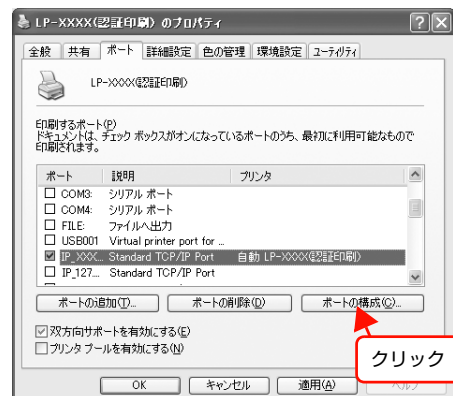 LP-XXXX(認証印刷) のプロパティ
全般 共有 ポート 詳細設定 色の管理 環境設定 ユーティリティ
LP-XXXX(認証印刷)
印刷するポート(P)
ドキュメントは、チェック ボックスがオンになっているポートのうち、最初に利用可能なもので
印刷されます。
ポート 説明 プリンタ
COM3: シリアル ポート
COM4: シリアル ポート
FILE: ファイルへ出力
USB001 Virtual printer port for ...
IP_XXX... Standard TCP/IP Port 自動 LP-XXXX(認証印刷)
IP_127... Standard TCP/IP Port
ポートの追加(T)... ポートの削除(D) ポートの構成(C)...
双方向サポートを有効にする(E)
プリンタ プールを有効にする(N)
クリック
OK キャンセル 適用(A) ヘルプ